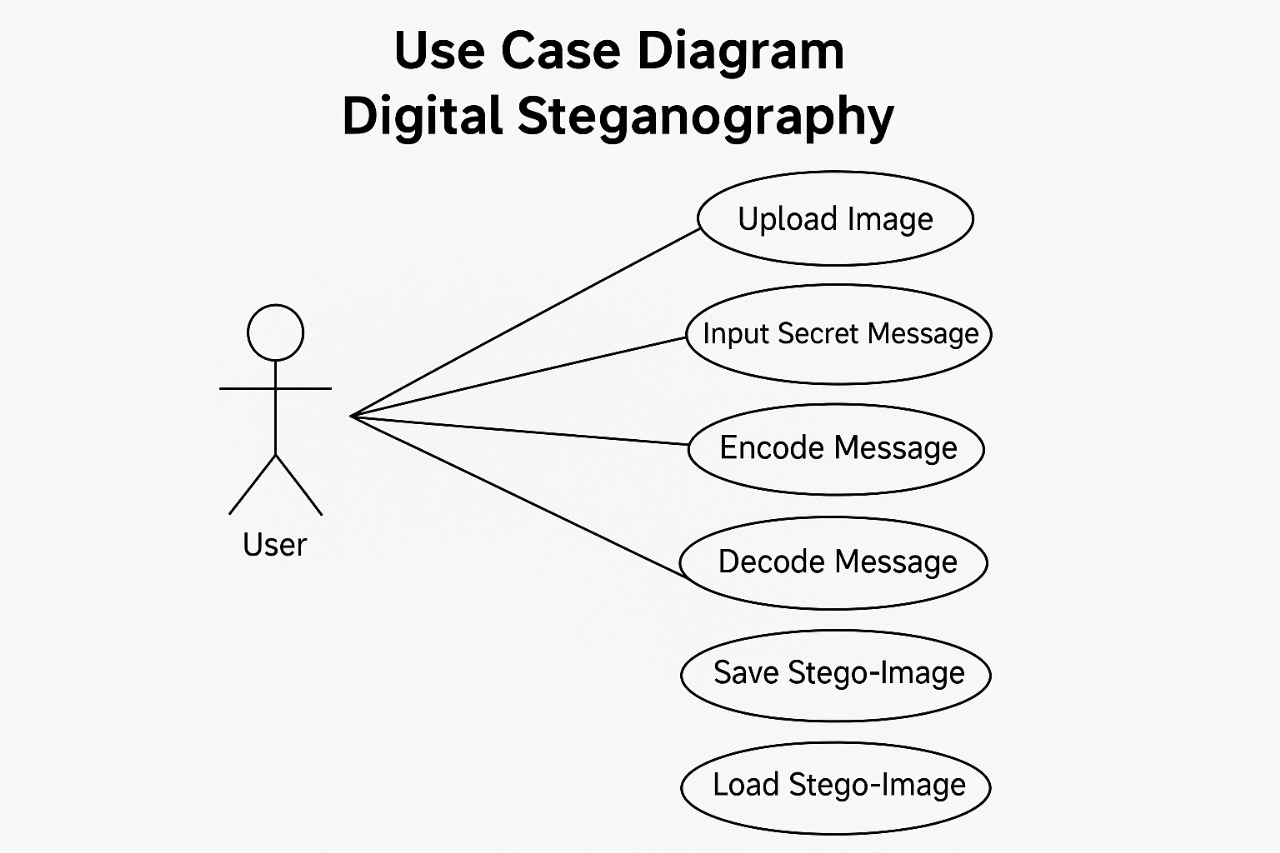 Use Case Diagram
Digital Steganography
Upload Image
Input Secret Message
Encode Message
User
Decode Message
Save Stego-Image
Load Stego-Image